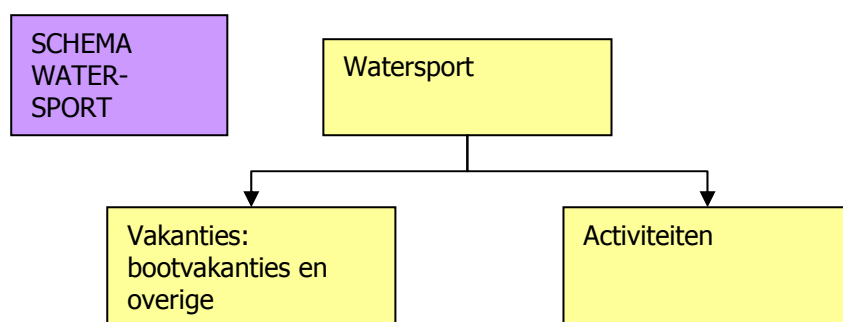 SCHEMA
WATER-
SPORT
Watersport
Vakanties:
bootvakanties en
overige
Activiteiten